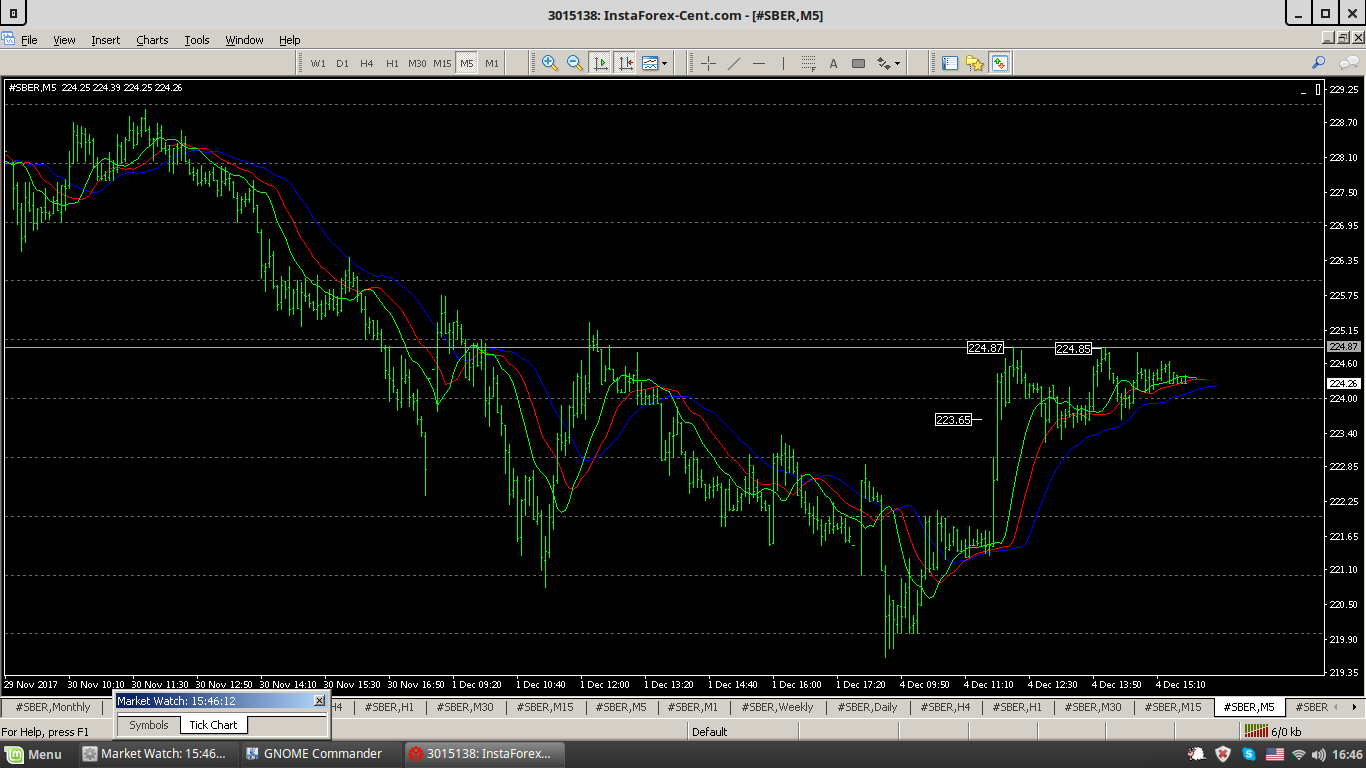 3015138: InstaForex-Cent.com - [#SBER,M5]
File View Insert Charts Tools Window Help
W1 D1 H4 H1 M30 M15 M5 M1
A
#SBER,M5 224.25 224.39 224.25 224.26
229.25
228.70
228.10
227.50
226.95
226.35
225.75
225.15
224.87
224.60
224.26
224.00
223.40
222.85
222.25
221.65
221.10
220.50
219.90
219.35
224.87
224.85
223.65
29 Nov 2017 30 Nov 10:10 30 Nov 11:30 30 Nov 12:50 30 Nov 14:10 30 Nov 15:30 30 Nov 16:50 1 Dec 09:20 1 Dec 10:40 1 Dec 12:00 1 Dec 13:20 1 Dec 14:40 1 Dec 16:00 1 Dec 17:20 4 Dec 09:50 4 Dec 11:10 4 Dec 12:30 4 Dec 13:50 4 Dec 15:10
Market Watch: 15:46:12
Symbols Tick Chart
#SBER,Monthly H4 #SBER,H1 #SBER,M30 #SBER,M15 #SBER,M5 #SBER,M1 #SBER,Weekly #SBER,Daily #SBER,H4 #SBER,H1 #SBER,M30 #SBER,M15 #SBER,M5 #SBER
For Help, press F1 Default 6/0 kb
Menu Market Watch: 15:46... GNOME Commander 3015138: InstaForex... 16:46